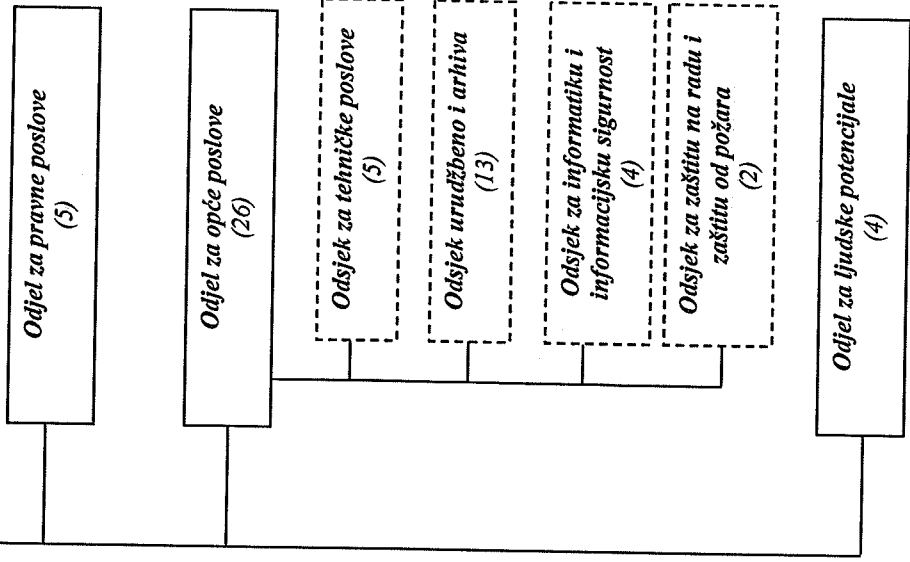 Odjel za pravne poslove
(5)
Odjel za opće poslove
(26)
Odsjek za tehničke poslove
(5)
Odsjek urudžbeno i arhiva
(13)
Odsjek za informatiku i
informacijsku sigurnost
(4)
Odsjek za zaštitu na radu i
zaštitu od požara
(2)
Odjel za ljudske potencijale
(4)